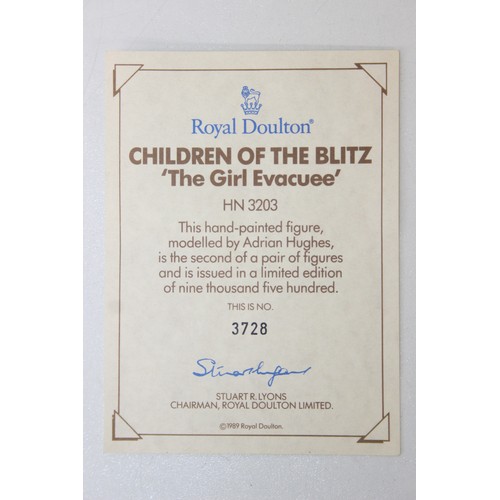 Royal Doulton®
CHILDREN OF THE BLITZ
'The Girl Evacuee'
HN 3203
This hand-painted figure,
modelled by Adrian Hughes,
is the second of a pair of figures
and is issued in a limited edition
of nine thousand five hundred.
THIS IS NO.
3728
Stuart Lyons
STUART R. LYONS
CHAIRMAN, ROYAL DOULTON LIMITED.
©1989 Royal Doulton.